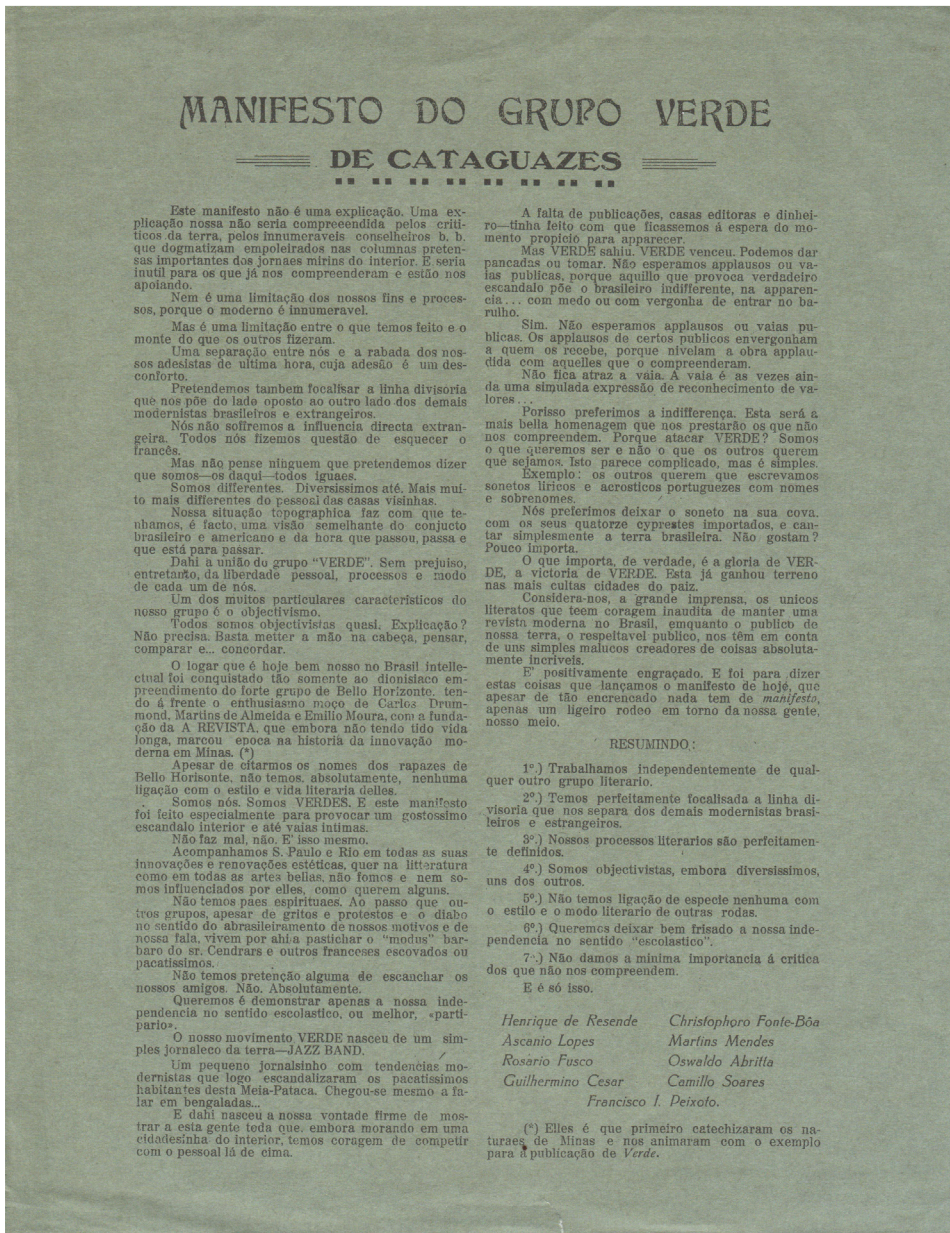 MANIFESTO DO GRUPO VERDE
DE CATAGUAZES
Este manifesto não é uma explicação. Uma ex-
plicação nossa não seria compreendida pelos criti-
ticos da terra, pelos innumeraveis conselheiros b. b.
que dogmatizam empoleirados nas columnas preten-
sas importantes dos jornaes mirins do interior. E seria
inutil para os que já nos compreenderam e estão nos
apoiando.
Nem é uma limitação dos nossos fins e proces-
sos, porque o moderno é innumeravel.
Mas é uma limitação entre o que temos feito e o
monte do que os outros fizeram.
Uma separação entre nós e a rabada dos nos-
sos adesistas de ultima hora, cuja adesão é um des-
conforto.
Pretendemos tambem focalisar a linha divisoria
que nos põe do lado oposto ao outro lado dos demais
modernistas brasileiros e extrangeiros.
Nós não soffremos a influencia directa extran-
geira. Todos nós fizemos questão de esquecer o
francês.
Mas não pense ninguem que pretendemos dizer
que somos—os daqui—todos iguaes.
Somos differentes. Diversissimos até. Mais mui-
to mais differentes do pessoal das casas visinhas.
Nossa situação topographica faz com que te-
nhamos, é facto, uma visão semelhante do conjucto
brasileiro e americano e da hora que passou, passa e
que está para passar.
Dahi a união do grupo "VERDE". Sem prejuiso,
entretanto, da liberdade pessoal, processos e modo
de cada um de nós.
Um dos muitos particulares característicos do
nosso grupo é o objectivismo.
Todos somos objectivistas quasi. Explicação?
Não precisa. Basta metter a mão na cabeça, pensar,
comparar e... concordar.
O logar que é hoje bem nosso no Brasil intelle-
ctual foi conquistado tão somente ao dionisiaco em-
preendimento do forte grupo de Bello Horizonte, ten-
do á frente o enthusiasmo moço de Carlos Drum-
mond, Martins de Almeida e Emilio Moura, com a funda-
ção da A REVISTA, que embora não tendo tido vida
longa, marcou epoca na historia da innovação mo-
derna em Minas. (*)
Apesar de citarmos os nomes dos rapazes de
Bello Horisonte, não temos, absolutamente, nenhuma
ligação com o estilo e vida literaria delles.
Somos nós. Somos VERDES. E este manifesto
foi feito especialmente para provocar um gostossimo
escandalo interior e até vaias intimas.
Não faz mal, não. E' isso mesmo.
Acompanhamos S. Paulo e Rio em todas as suas
innovações e renovações estéticas, quer na litteratura
como em todas as artes bellas, não fomos e nem so-
mos influenciados por elles, como querem alguns.
Não temos paes espirituaes. Ao passo que ou-
tros grupos, apesar de gritos e protestos e o diabo
no sentido do abrasileiramento de nossos motivos e de
nossa fala, vivem por ahi a pastichar o "modus" bar-
baro do sr. Cendrars e outros franceses escovados ou
pacatissimos.
Não temos pretenção alguma de escanchar os
nossos amigos. Não. Absolutamente.
Queremos é demonstrar apenas a nossa inde-
pendencia no sentido escolastico, ou melhor, «parti-
pario».
O nosso movimento VERDE nasceu de um sim-
ples jornaleco da terra—JAZZ BAND.
Um pequeno jornalsinho com tendencias mo-
dernistas que logo escandalizaram os pacatissimos
habitantes desta Meia-Pataca. Chegou-se mesmo a fa-
lar em bengaladas...
E dahi nasceu a nossa vontade firme de mos-
trar a esta gente toda que, embora morando em uma
cidadesinha do interior, temos coragem de competir
com o pessoal lá de cima.
A falta de publicações, casas editoras e dinhei-
ro—tinha feito com que ficassemos á espera do mo-
mento propicio para apparecer.
Mas VERDE sahiu. VERDE venceu. Podemos dar
pancadas ou tomar. Não esperamos applausos ou va-
ias publicas, porque aquillo que provoca verdadeiro
escandalo põe o brasileiro indifferente, na apparen-
cia... com medo ou com vergonha de entrar no ba-
rulho.
Sim. Não esperamos applausos ou vaias pu-
blicas. Os applausos de certos publicos envergonham
a quem os recebe, porque nivelam a obra applau-
dida com aquelles que o compreenderam.
Não fica atraz a vaia. A vaia é as vezes ain-
da uma simulada expressão de reconhecimento de va-
lores...
Porisso preferimos a indifferença. Esta será a
mais bella homenagem que nos prestarão os que não
nos compreendem. Porque atacar VERDE? Somos
o que queremos ser e não o que os outros querem
que sejamos. Isto parece complicado, mas é simples.
Exemplo: os outros querem que escrevamos
sonetos líricos e acrosticos portuguezes com nomes
e sobrenomes.
Nós preferimos deixar o soneto na sua cova,
com os seus quatorze cyprestes importados, e can-
tar simplesmente a terra brasileira. Não gostam?
Pouco importa.
O que importa, de verdade, é a gloria de VER-
DE, a victoria de VERDE. Esta já ganhou terreno
nas mais cultas cidades do paiz.
Considera-nos, a grande imprensa, os unicos
literatos que teem coragem inaudita de manter uma
revista moderna no Brasil, emquanto o publico de
nossa terra, o respeitavel publico, nos têm em conta
de uns simples malucos creadores de coisas absoluta-
mente incriveis.
E' positivamente engraçado. E foi para dizer
estas coisas que lançamos o manifesto de hoje, que
apesar de tão encrencado nada tem de manifesto,
apenas um ligeiro rodeo em torno da nossa gente,
nosso meio.
RESUMINDO:
1º.) Trabalhamos independentemente de qual-
quer outro grupo literario.
2º.) Temos perfeitamente focalisada a linha di-
visoria que nos separa dos demais modernistas brasi-
leiros e estrangeiros.
3º.) Nossos processos literarios são perfeitamen-
te definidos.
4º.) Somos objectivistas, embora diversissimos,
uns dos outros.
5º.) Não temos ligação de especie nenhuma com
o estilo e o modo literario de outras rodas.
6º.) Queremos deixar bem frisado a nossa inde-
pendencia no sentido "escolastico".
7º.) Não damos a minima importancia á critica
dos que não nos compreendem.
E é só isso.
Henrique de Resende Christophoro Fonte-Bôa
Ascanio Lopes Martins Mendes
Rosario Fusco Oswaldo Abritta
Guilhermino Cesar Camillo Soares
Francisco I. Peixoto.
(*) Elles é que primeiro catechizaram os na-
turaes de Minas e nos animaram com o exemplo
para a publicação de Verde.